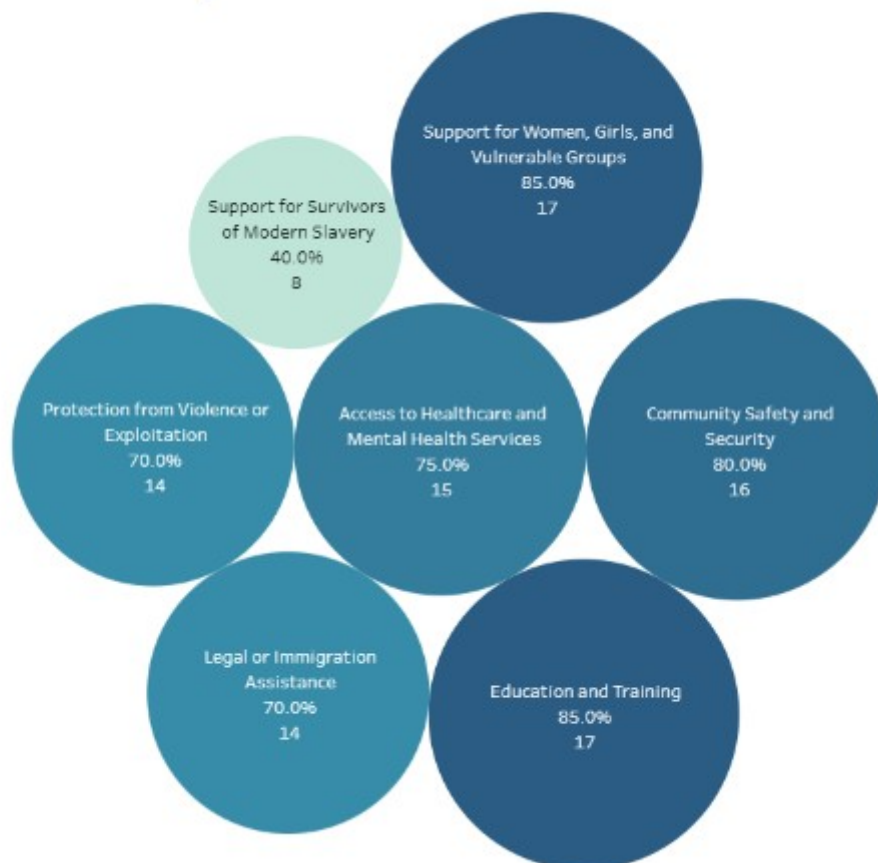 Support for Women, Girls, and
Vulnerable Groups
85.0%
17
Support for Survivors
of Modern Slavery
40.0%
8
Protection from Violence or
Exploitation
70.0%
14
Access to Healthcare and
Mental Health Services
75.0%
15
Community Safety and
Security
80.0%
16
Legal or Immigration
Assistance
70.0%
14
Education and Training
85.0%
17